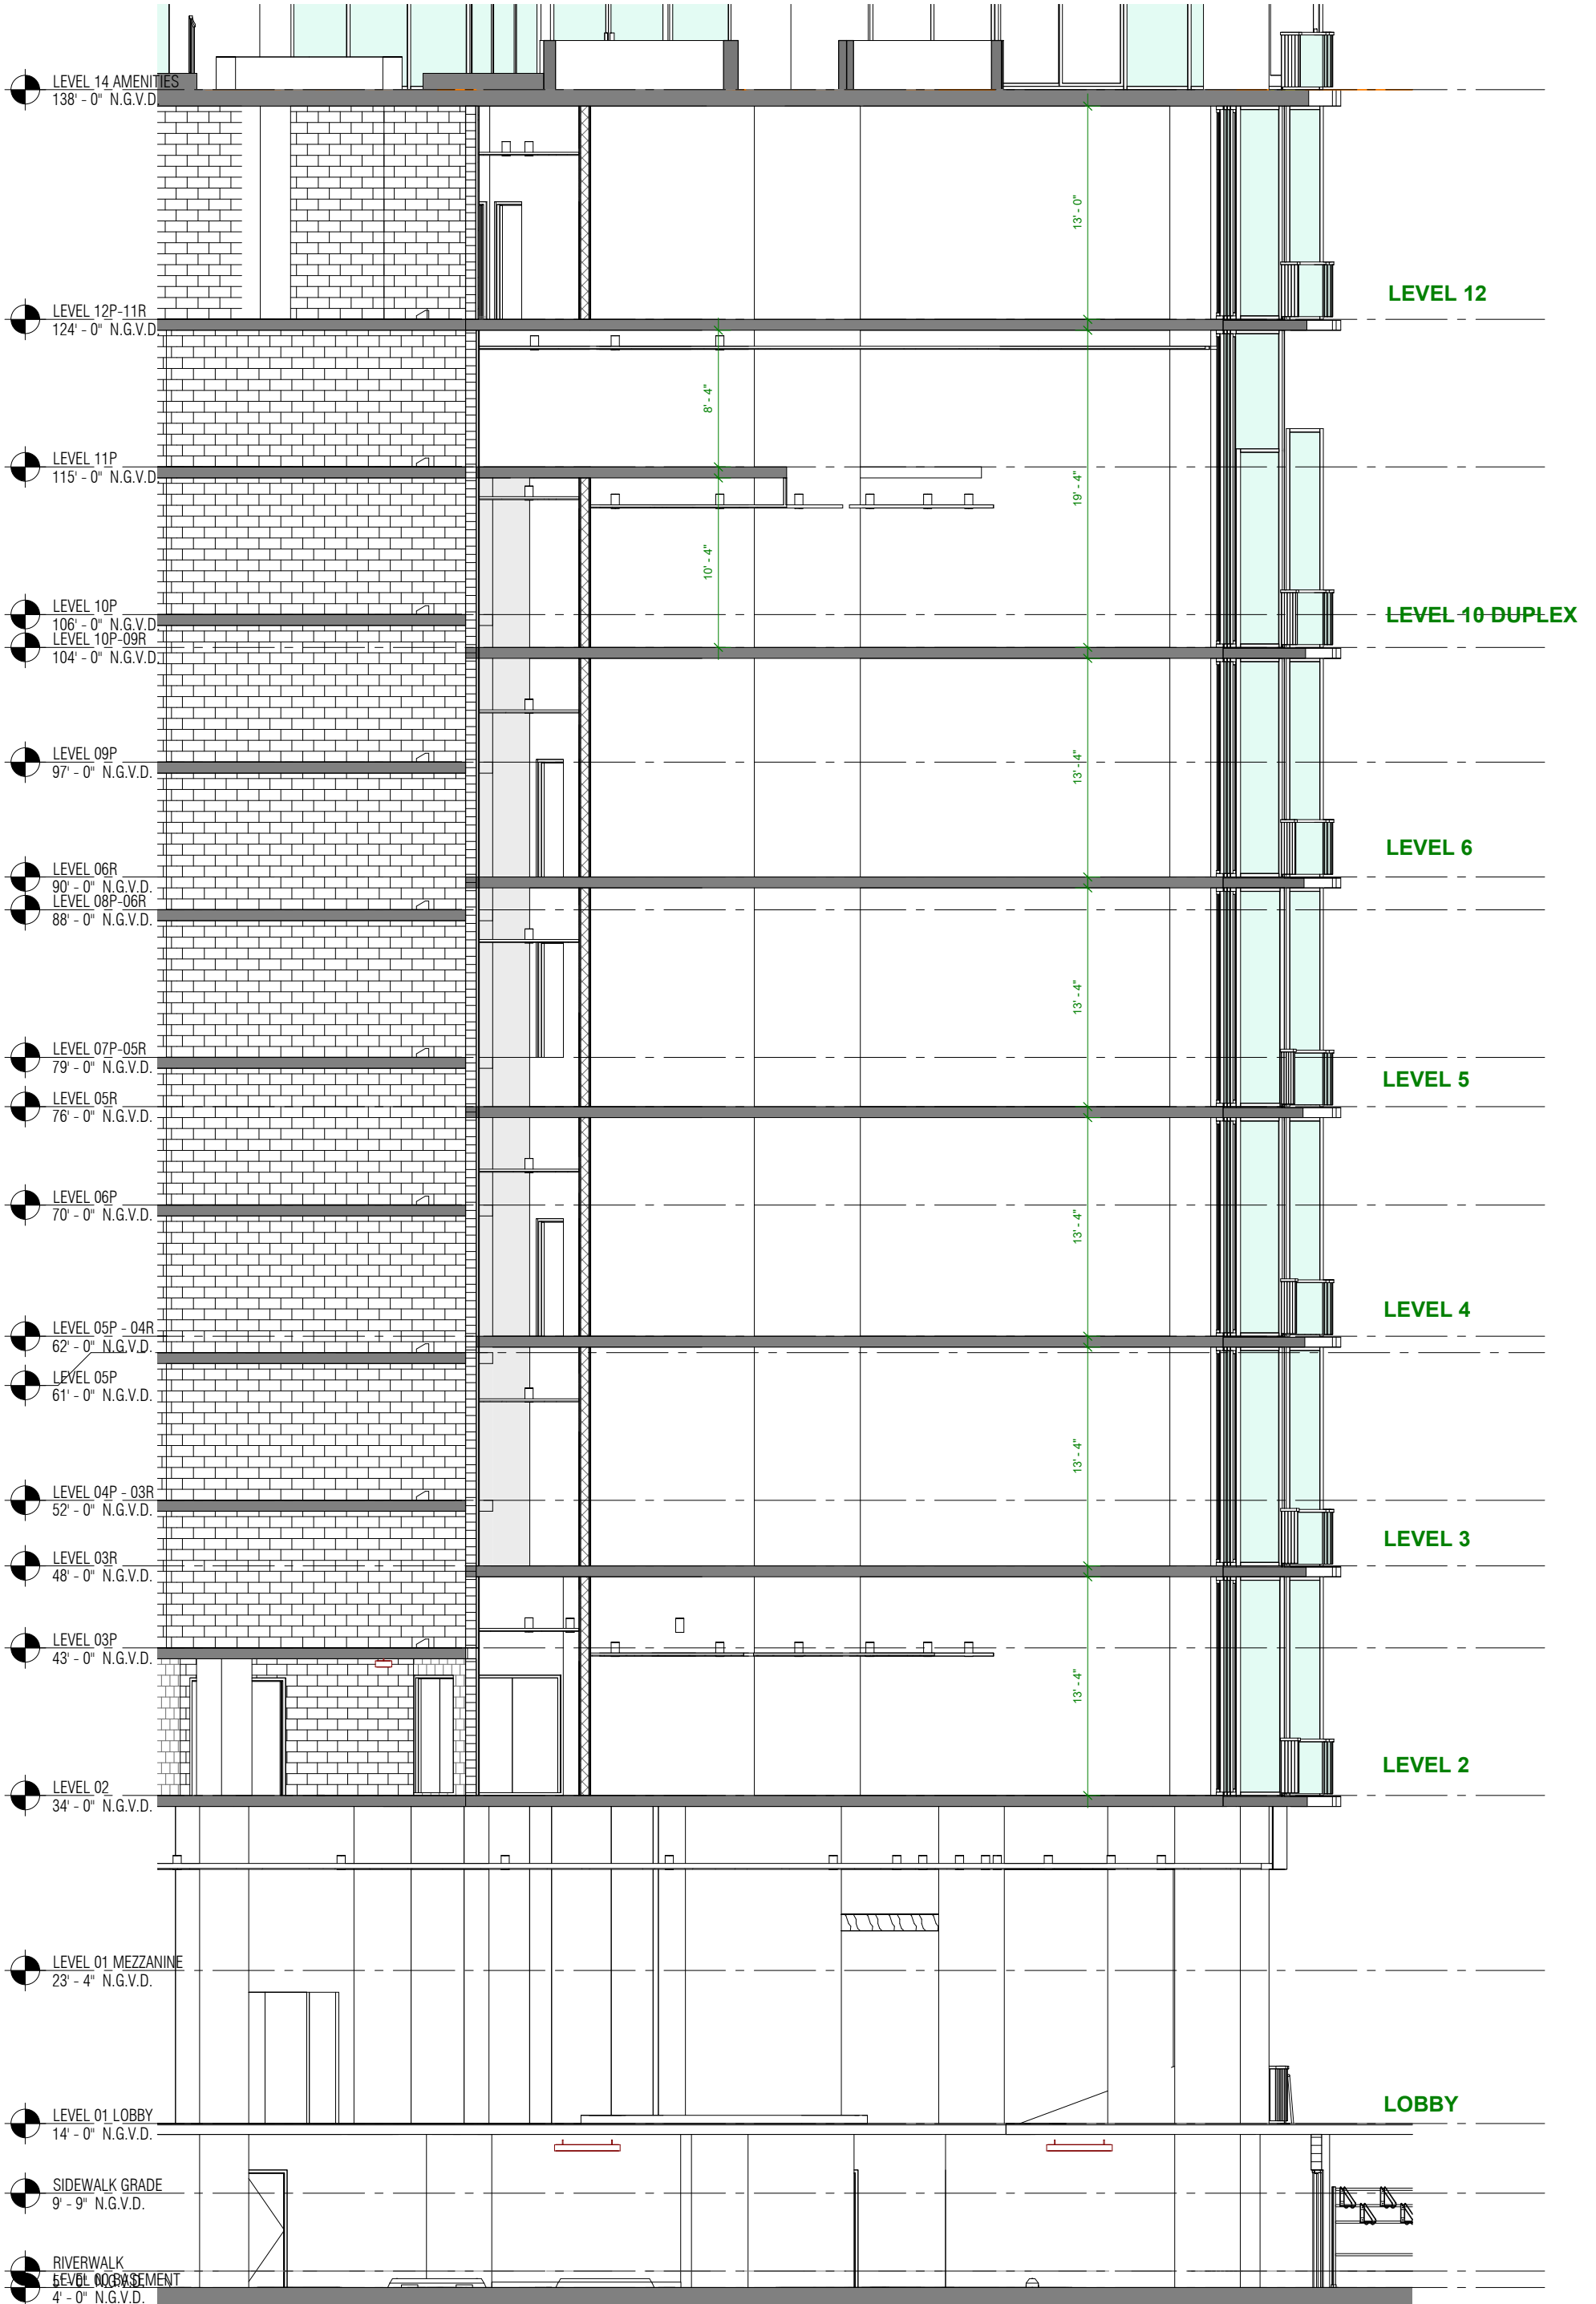 LEVEL 14 AMENITIES
138' - 0" N.G.V.D.
13' - 0"
LEVEL 12
LEVEL 12P-11R
124' - 0" N.G.V.D.
8' - 4"
LEVEL 11P
115' - 0" N.G.V.D.
19' - 4"
10' - 4"
LEVEL 10P
106' - 0" N.G.V.D.
LEVEL 10 DUPLEX
LEVEL 10P-09R
104' - 0" N.G.V.D.
LEVEL 09P
97' - 0" N.G.V.D.
13' - 4"
LEVEL 6
LEVEL 06R
90' - 0" N.G.V.D.
LEVEL 08P-06R
88' - 0" N.G.V.D.
13' - 4"
LEVEL 07P-05R
79' - 0" N.G.V.D.
LEVEL 5
LEVEL 05R
76' - 0" N.G.V.D.
LEVEL 06P
70' - 0" N.G.V.D.
13' - 4"
LEVEL 4
LEVEL 05P - 04R
62' - 0" N.G.V.D.
LEVEL 05P
61' - 0" N.G.V.D.
13' - 4"
LEVEL 04P - 03R
52' - 0" N.G.V.D.
LEVEL 3
LEVEL 03R
48' - 0" N.G.V.D.
LEVEL 03P
43' - 0" N.G.V.D.
13' - 4"
LEVEL 2
LEVEL 02
34' - 0" N.G.V.D.
LEVEL 01 MEZZANINE
23' - 4" N.G.V.D.
LOBBY
LEVEL 01 LOBBY
14' - 0" N.G.V.D.
SIDEWALK GRADE
9' - 9" N.G.V.D.
RIVERWALK
5' - 0" N.G.V.D.
LEVEL 00 BASEMENT
4' - 0" N.G.V.D.